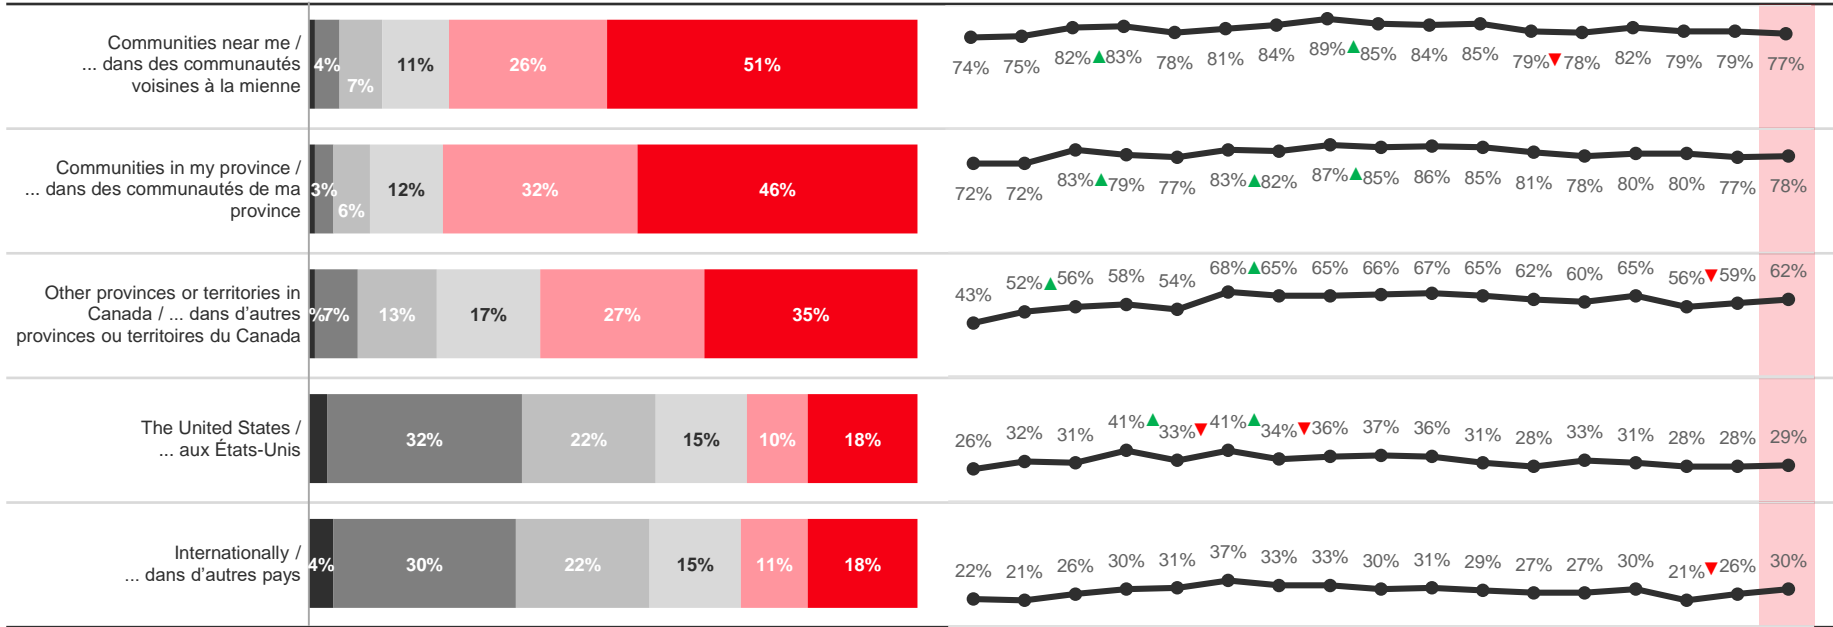 Communities near me /
... dans des communautés
voisines à la mienne
4% 7% 11% 26% 51%
74% 75% 82% 83% 78% 81% 84% 89% 85% 84% 85% 79% 78% 82% 79% 79% 77%
Communities in my province /
... dans des communautés de ma
province
3% 6% 12% 32% 46%
72% 72% 83% 79% 77% 83% 82% 87% 85% 86% 85% 81% 78% 80% 80% 77% 78%
Other provinces or territories in
Canada / ... dans d'autres
provinces ou territoires du Canada
% 7% 13% 17% 27% 35%
43% 52% 56% 58% 54% 68% 65% 65% 66% 67% 65% 62% 60% 65% 56% 59% 62%
The United States /
... aux États-Unis
32% 22% 15% 10% 18%
26% 32% 31% 41% 33% 41% 34% 36% 37% 36% 31% 28% 33% 31% 28% 28% 29%
Internationally /
... dans d'autres pays
4% 30% 22% 15% 11% 18%
22% 21% 26% 30% 31% 37% 33% 33% 30% 31% 29% 27% 27% 30% 21% 26% 30%